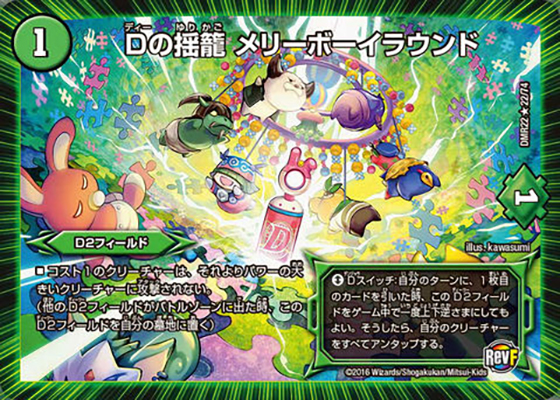 1
ディー ゆりかご
Dの揺籠 メリーボーイラウンド
DMR22★22/74
1
D
illus. kawasumi
D2フィールド
■コスト1のクリーチャーは、それよりパワーの大
きいクリーチャーに攻撃されない。
(他のD2フィールドがバトルゾーンに出た時、この
D2フィールドを自分の墓地に置く)
Dスイッチ:自分のターンに、1枚目
のカードを引いた時、このD2フィール
ドをゲーム中で一度上下逆さまにしても
よい。そうしたら、自分のクリーチャー
をすべてアンタップする。
RevF
©2016 Wizards/Shogakukan/Mitsui-Kids